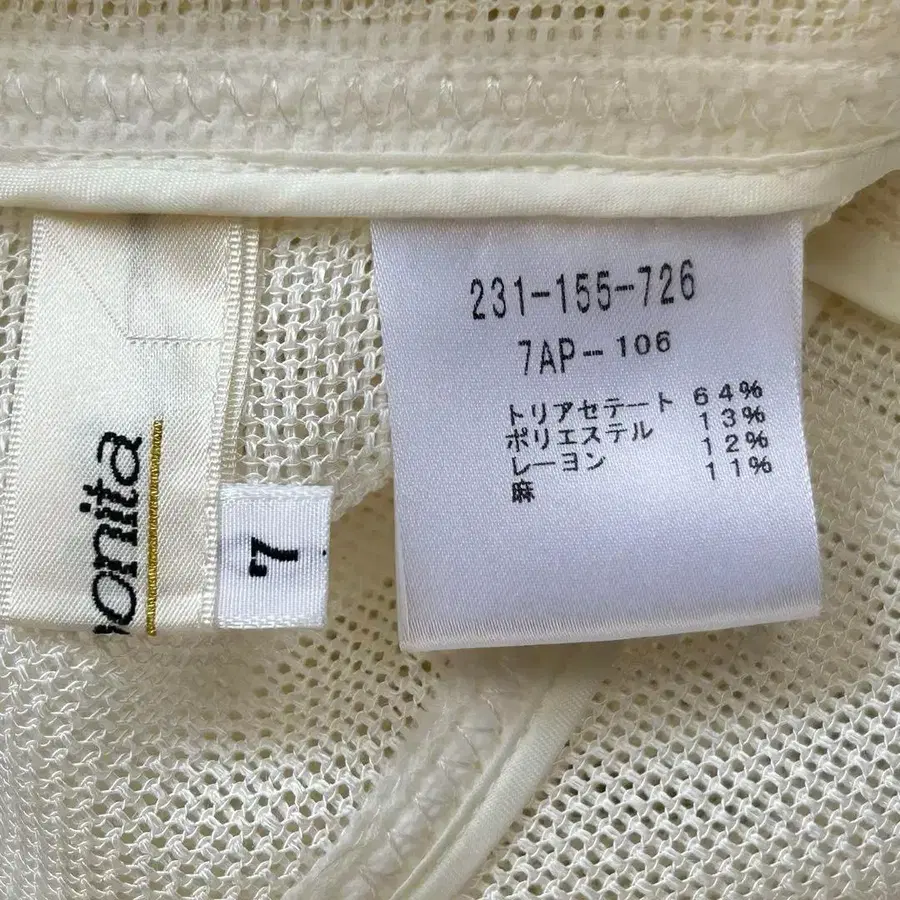 onita
7
231-155-726
7AP-106
トリアセテート 64%
ポリエステル 13%
レーヨン 12%
麻 11%